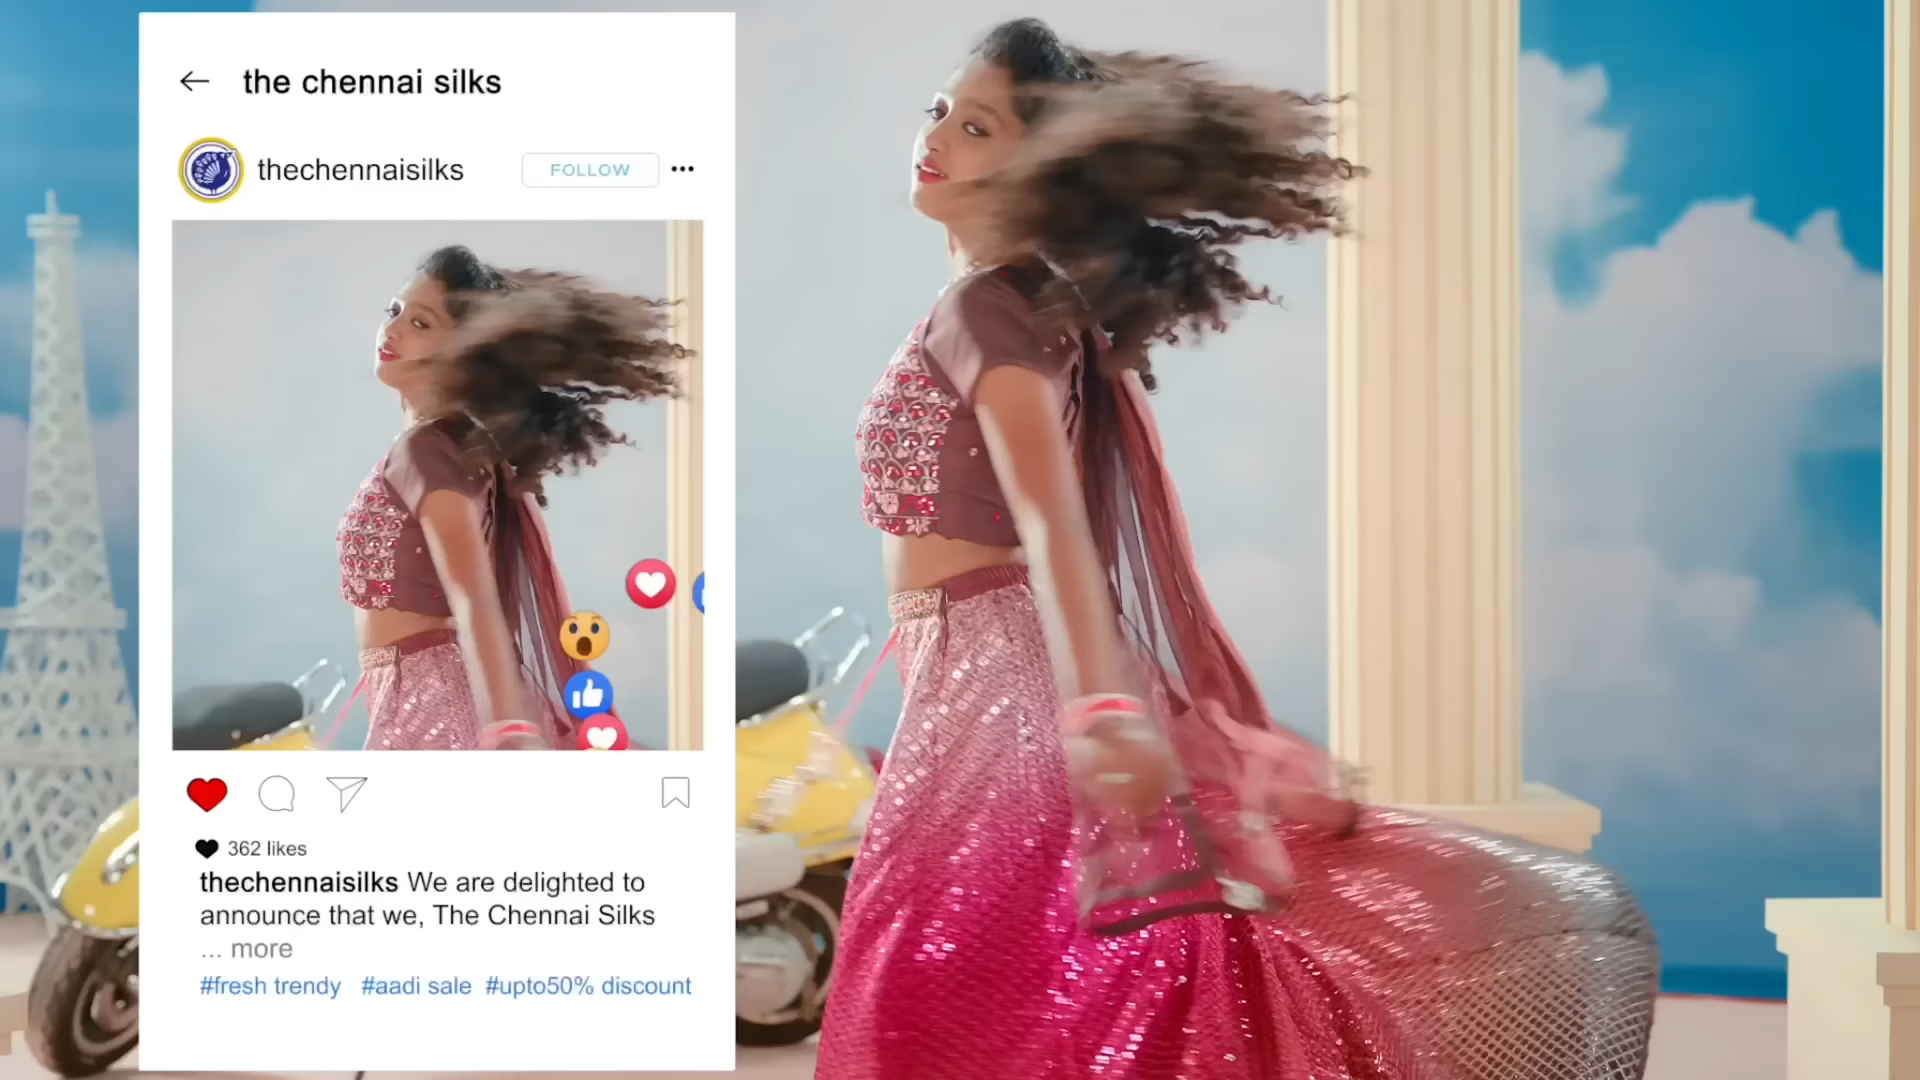 the chennai silks
thechennaisilks FOLLOW
362 likes
thechennaisilks We are delighted to
announce that we, The Chennai Silks
... more
#fresh trendy #aadi sale #upto50% discount